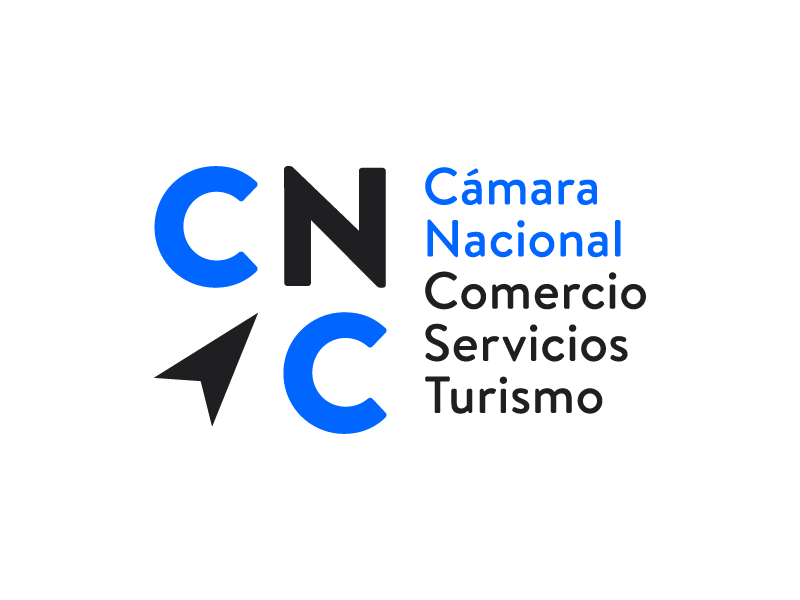 CN
C
Cámara
Nacional
Comercio
Servicios
Turismo